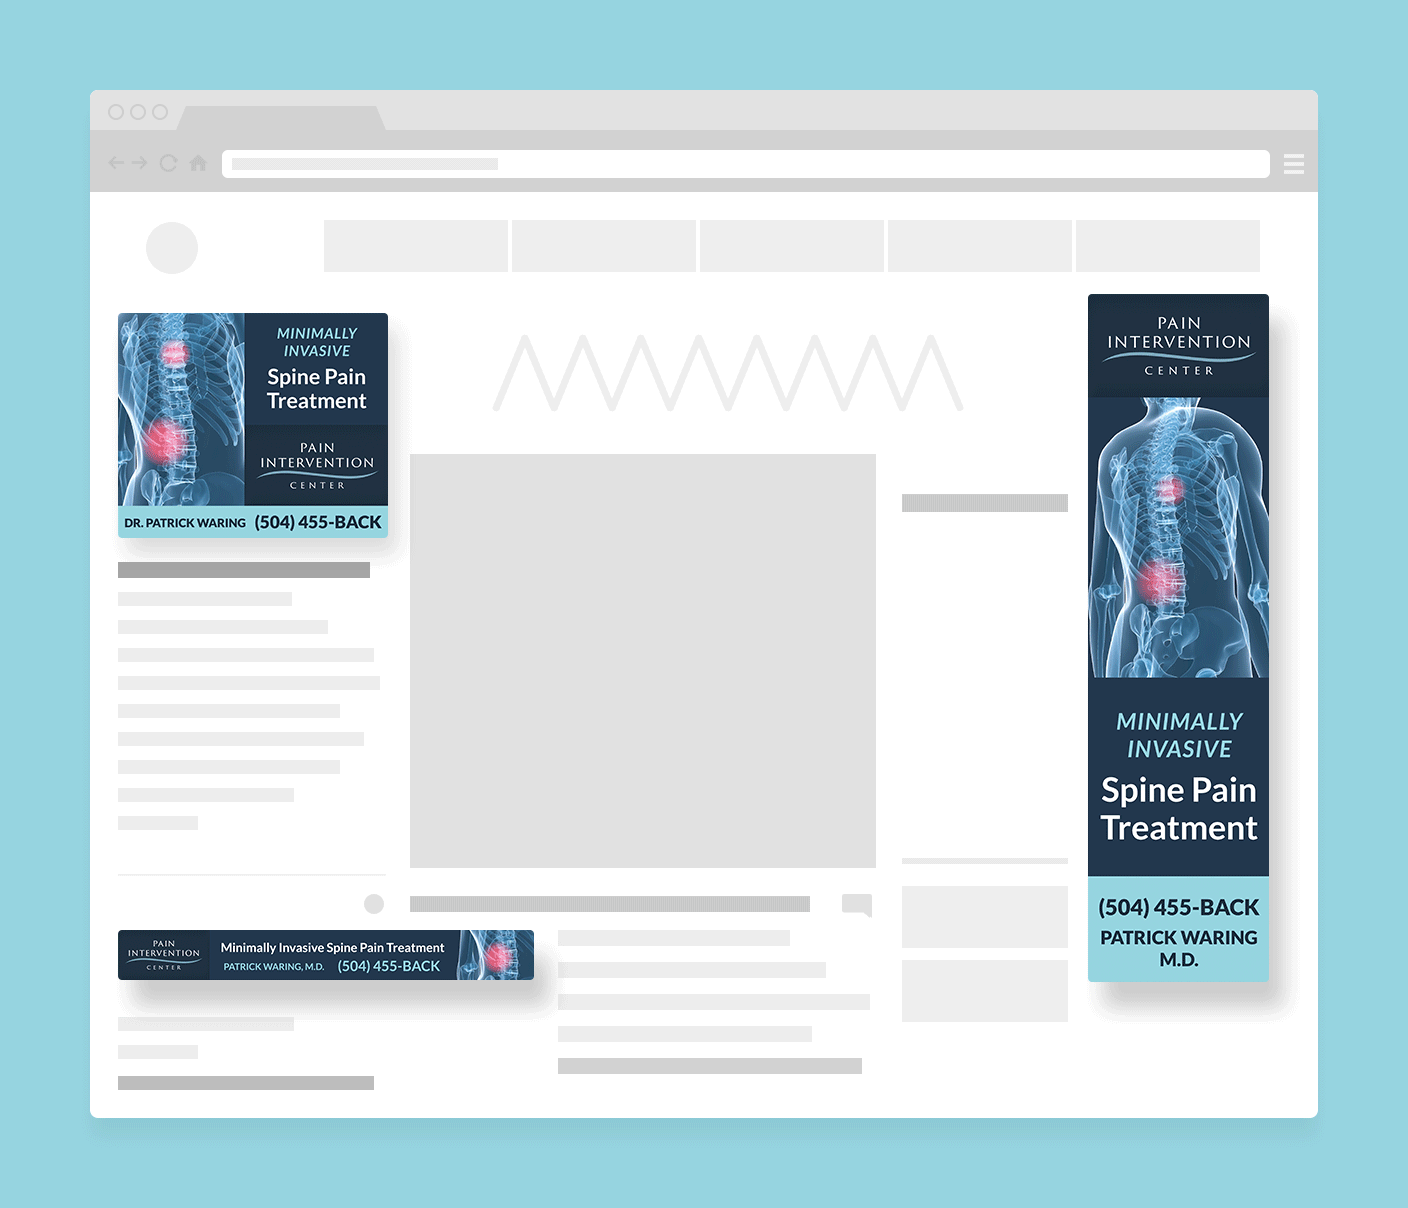 MINIMALLY
INVASIVE
Spine Pain
Treatment
PAIN
INTERVENTION
CENTER
DR. PATRICK WARING (504) 455-BACK
PAIN
INTERVENTION
CENTER
Minimally Invasive Spine Pain Treatment
PATRICK WARING, M.D. (504) 455-BACK
PAIN
INTERVENTION
CENTER
MINIMALLY
INVASIVE
Spine Pain
Treatment
(504) 455-BACK
PATRICK WARING
M.D.